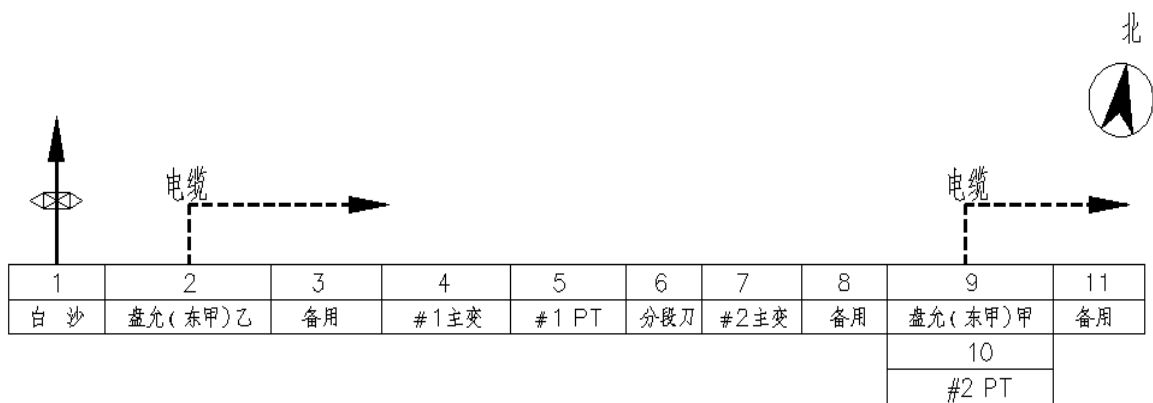 北
电缆 电缆
1 2 3 4 5 6 7 8 9 11
白 沙 盘允(东甲)乙 备用 #1主变 #1 PT 分段刀 #2主变 备用 盘允(东甲)甲 备用
10
#2 PT